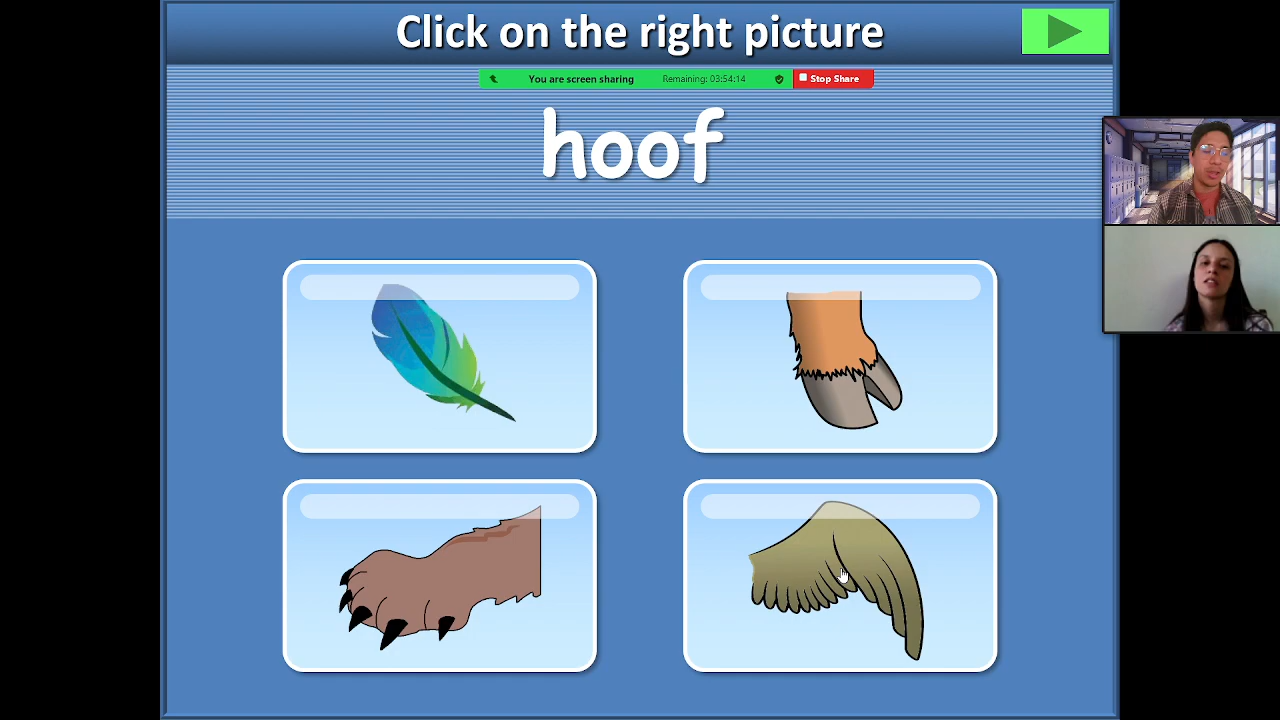 Click on the right picture
You are screen sharing Remaining: 03:54:14 Stop Share
hoof